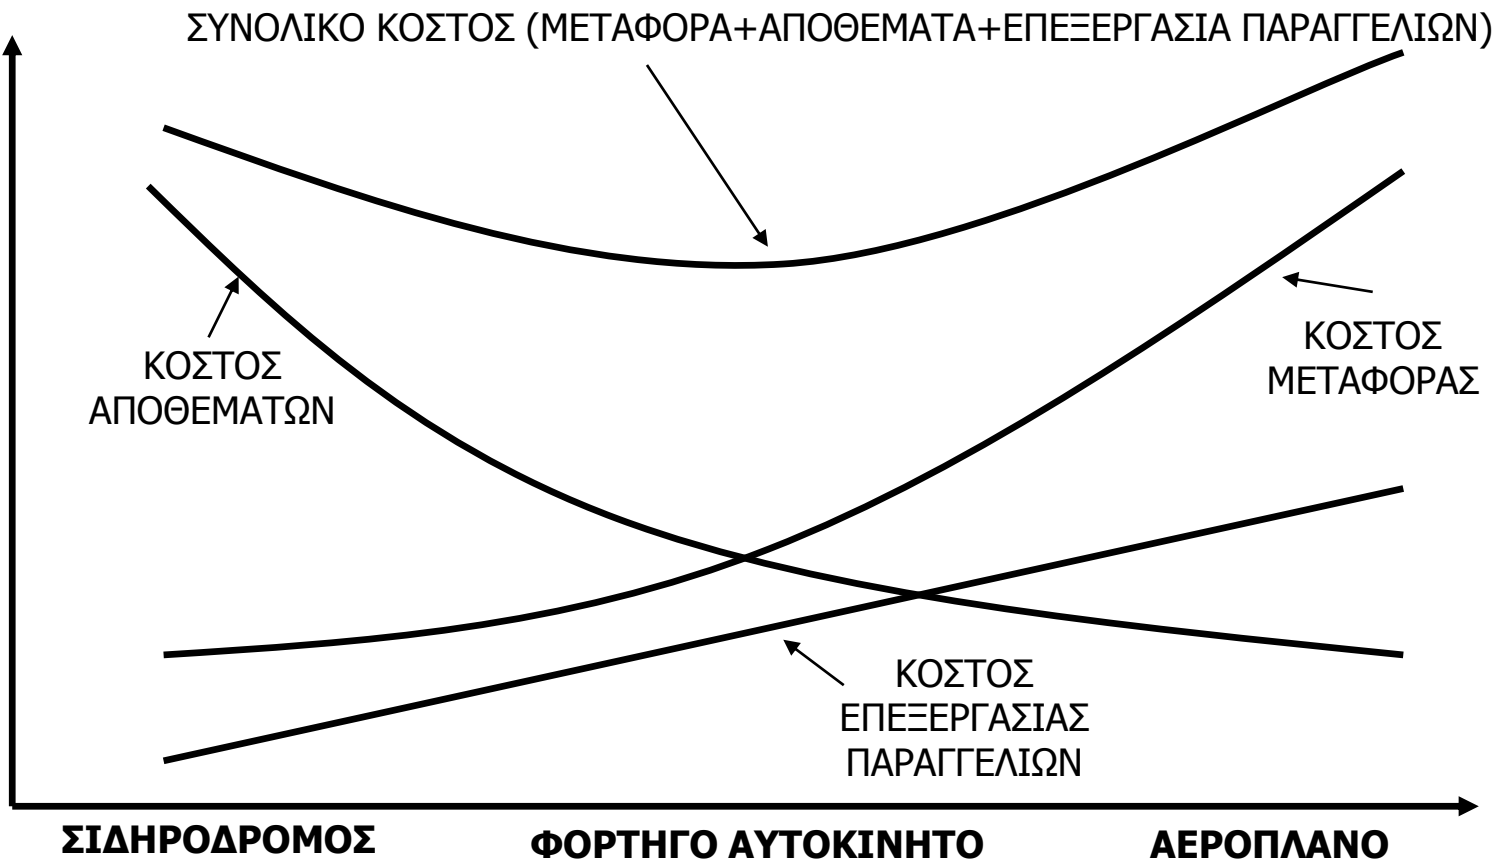 ΣΥΝΟΛΙΚΟ ΚΟΣΤΟΣ (ΜΕΤΑΦΟΡΑ+ΑΠΟΘΕΜΑΤΑ+ΕΠΕΞΕΡΓΑΣΙΑ ΠΑΡΑΓΓΕΛΙΩΝ)
ΚΟΣΤΟΣ
ΑΠΟΘΕΜΑΤΩΝ
ΚΟΣΤΟΣ
ΜΕΤΑΦΟΡΑΣ
ΚΟΣΤΟΣ
ΕΠΕΞΕΡΓΑΣΙΑΣ
ΠΑΡΑΓΓΕΛΙΩΝ
ΣΙΔΗΡΟΔΡΟΜΟΣ
ΦΟΡΤΗΓΟ ΑΥΤΟΚΙΝΗΤΟ
ΑΕΡΟΠΛΑΝΟ